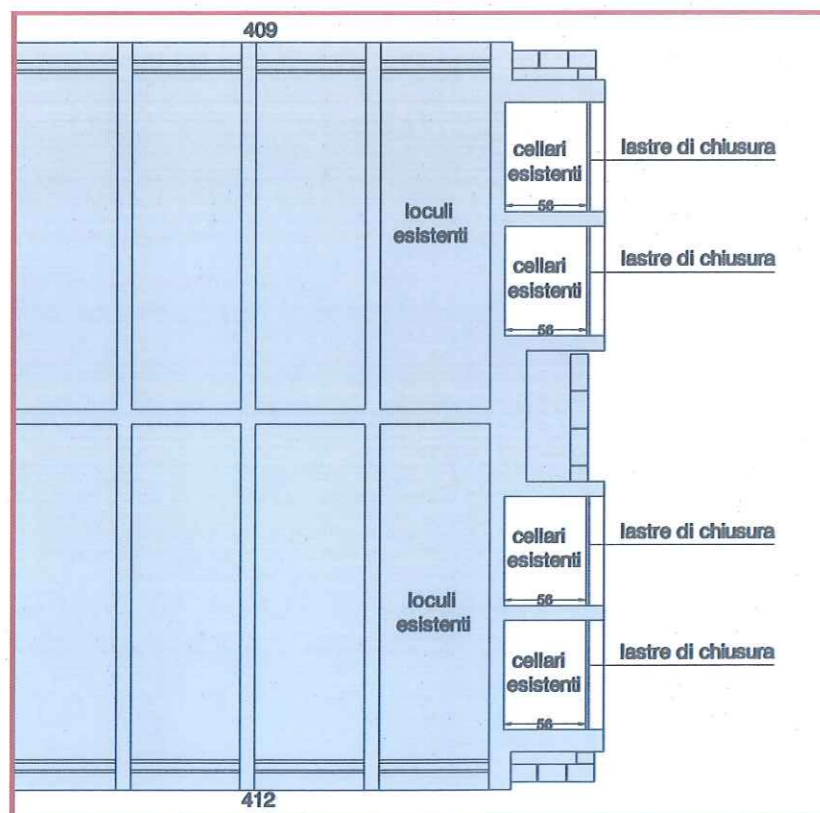 409
cellari
esistenti
56
lastre di chiusura
loculi
esistenti
cellari
esistenti
56
lastre di chiusura
cellari
esistenti
56
lastre di chiusura
loculi
esistenti
cellari
esistenti
56
lastre di chiusura
412